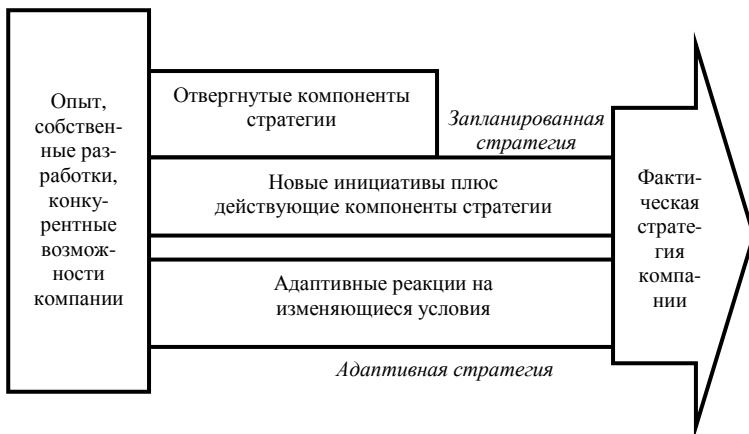 Опыт,
собствен-
ные раз-
работки,
конку-
рентные
возмож-
ности
компании
Отвергнутые компоненты
стратегии
Запланированная
стратегия
Новые инициативы плюс
действующие компоненты стратегии
Адаптивные реакции на
изменяющиеся условия
Адаптивная стратегия
Факти-
ческая
страте-
гия
компа-
нии